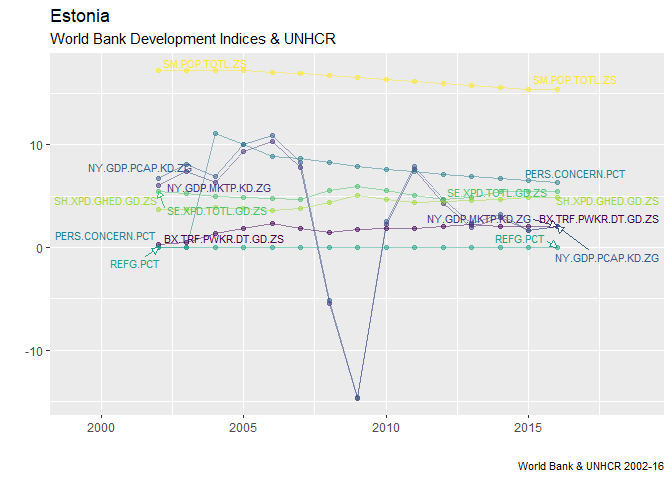 Estonia
World Bank Development Indices & UNHCR
SM.POP.TOTL.ZS
SM.POP.TOTL.ZS
10
NY.GDP.PCAP.KD.ZG
PERS.CONCERN.PCT
NY.GDP.MKTP.KD.ZG
SH.XPD.GHED.GD.ZS
SE.XPD.TOTL.GD.ZS
SE.XPD.TOTL.GD.ZS
SH.XPD.GHED.GD.ZS
NY.GDP.MKTP.KD.ZG
BX.TRF.PWKR.DT.GD.ZS
PERS.CONCERN.PCT
BX.TRF.PWKR.DT.GD.ZS
REFG.PCT
0
REFG.PCT
NY.GDP.PCAP.KD.ZG
-10
2000
2005
2010
2015
World Bank & UNHCR 2002-16